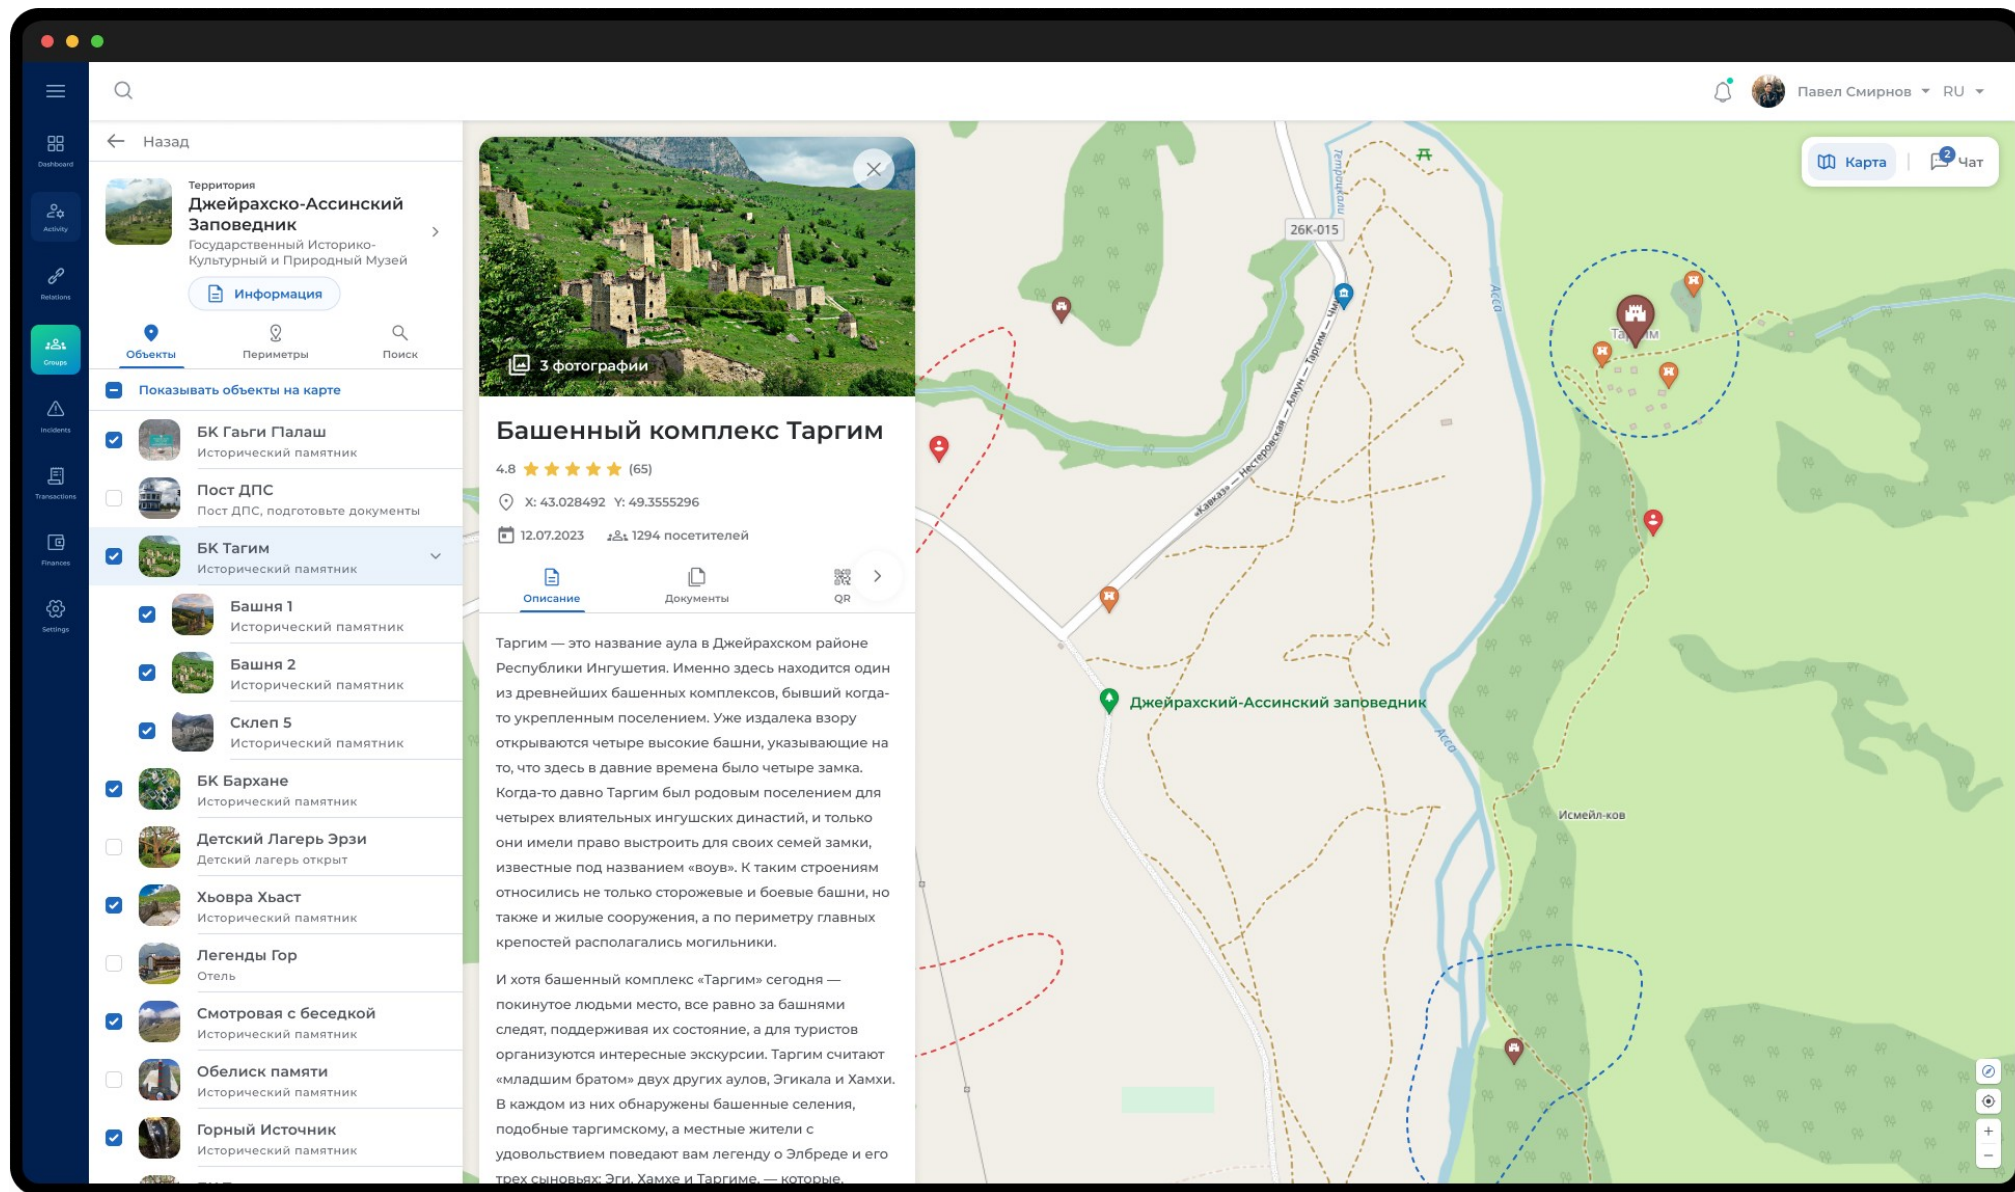 Павел Смирнов
RU
Dashboard
Activity
Relations
Groups
Incidents
Transactions
Finances
Settings
Назад
Территория
Джейрахско-Ассинский
Заповедник
Государственный Историко-
Культурный и Природный Музей
Информация
Объекты
Периметры
Поиск
Показывать объекты на карте
БК Гаьги Палаш
Исторический памятник
Пост ДПС
Пост ДПС, подготовьте документы
БК Тагим
Исторический памятник
Башня 1
Исторический памятник
Башня 2
Исторический памятник
Склеп 5
Исторический памятник
БК Бархане
Исторический памятник
Детский Лагерь Эрзи
Детский лагерь открыт
Хьовра Хьаст
Исторический памятник
Легенды Гор
Отель
Смотровая с беседкой
Исторический памятник
Обелиск памяти
Исторический памятник
Горный Источник
Исторический памятник
3 фотографии
Башенный комплекс Таргим
4.8
(65)
X: 43.028492 Y: 49.3555296
12.07.2023
1294 посетителей
Описание
Документы
QR
Таргим — это название аула в Джейрахском районе
Республики Ингушетия. Именно здесь находится один
из древнейших башенных комплексов, бывший когда-
то укрепленным поселением. Уже издалека взору
открываются четыре высокие башни, указывающие на
то, что здесь в давние времена было четыре замка.
Когда-то давно Таргим был родовым поселением для
четырех влиятельных ингушских династий, и только
они имели право выстроить для своих семей замки,
известные под названием «воув». К таким строениям
относились не только сторожевые и боевые башни, но
также и жилые сооружения, а по периметру главных
крепостей располагались могильники.
И хотя башенный комплекс «Таргим» сегодня —
покинутое людьми место, все равно за башнями
следят, поддерживая их состояние, а для туристов
организуются интересные экскурсии. Таргим считают
«младшим братом» двух других аулов, Эгикала и Хамхи.
В каждом из них обнаружены башенные селения,
подобные таргимскому, а местные жители с
удовольствием поведают вам легенду о Элбреде и его
трех сыновьях: Эги, Хамхе и Таргиме, — которые,
Карта
2
Чат
Тетрацкали
26К-015
Асса
«Кавказ» — Нестеровская — Алкун — Таргим —
Джейрахский-Ассинский заповедник
Асса
Исмейл-ков